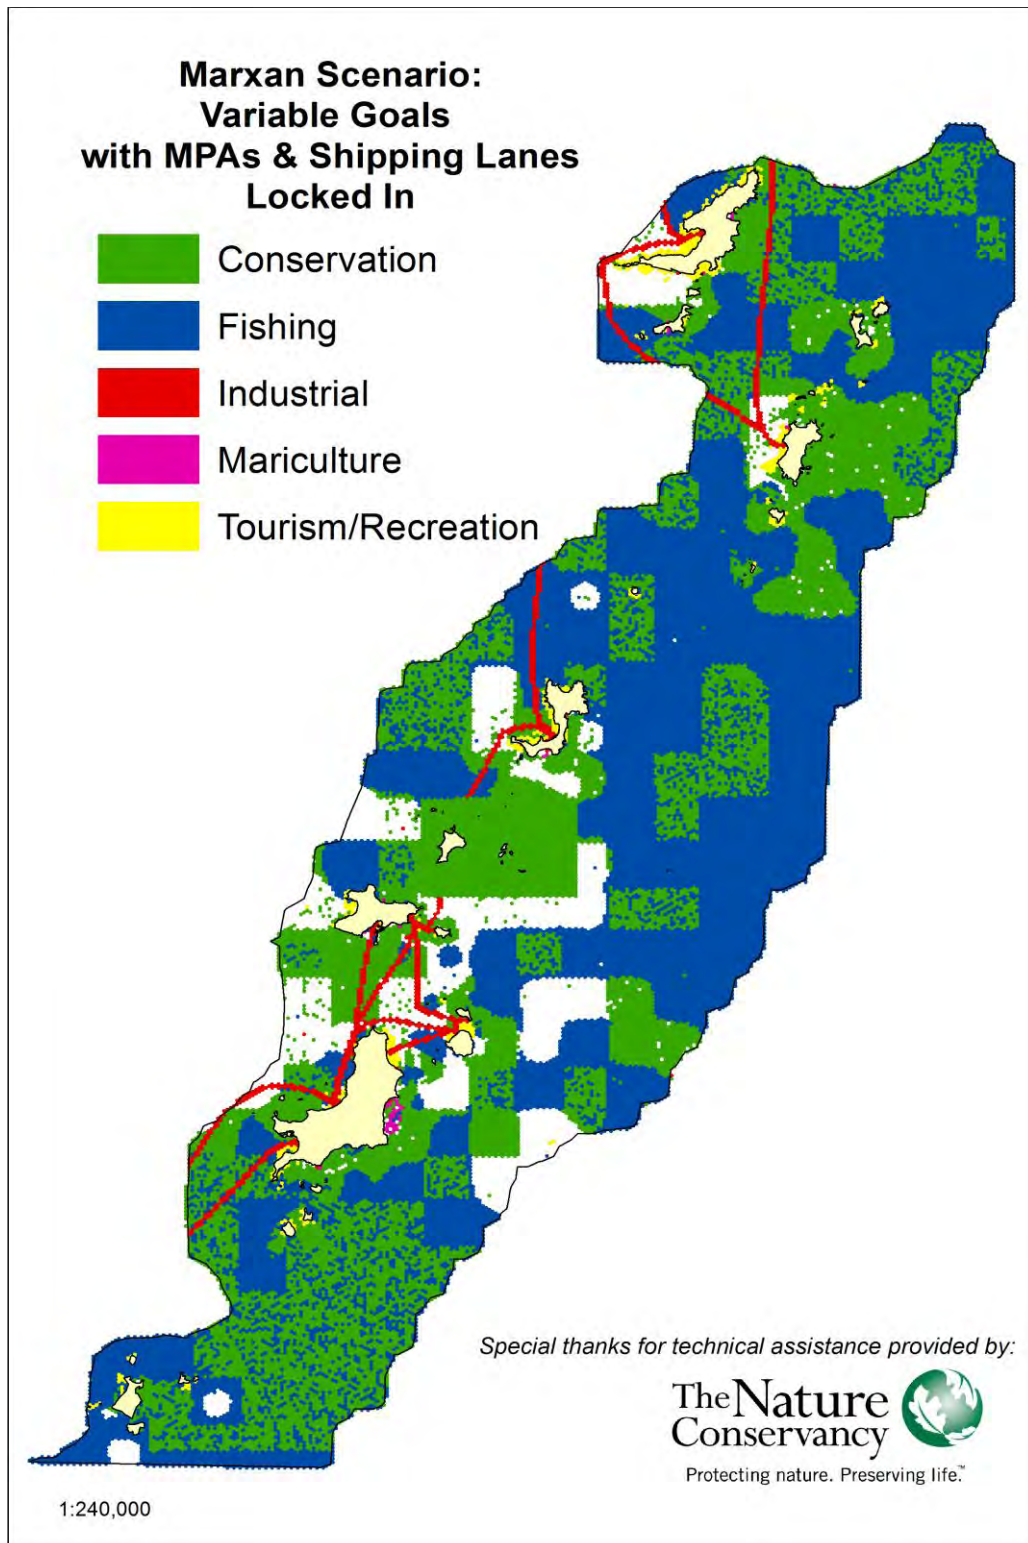 Marxan Scenario:
Variable Goals
with MPAs & Shipping Lanes
Locked In
Conservation
Fishing
Industrial
Mariculture
Tourism/Recreation
Special thanks for technical assistance provided by:
The Nature
Conservancy
Protecting nature. Preserving life.™
1:240,000